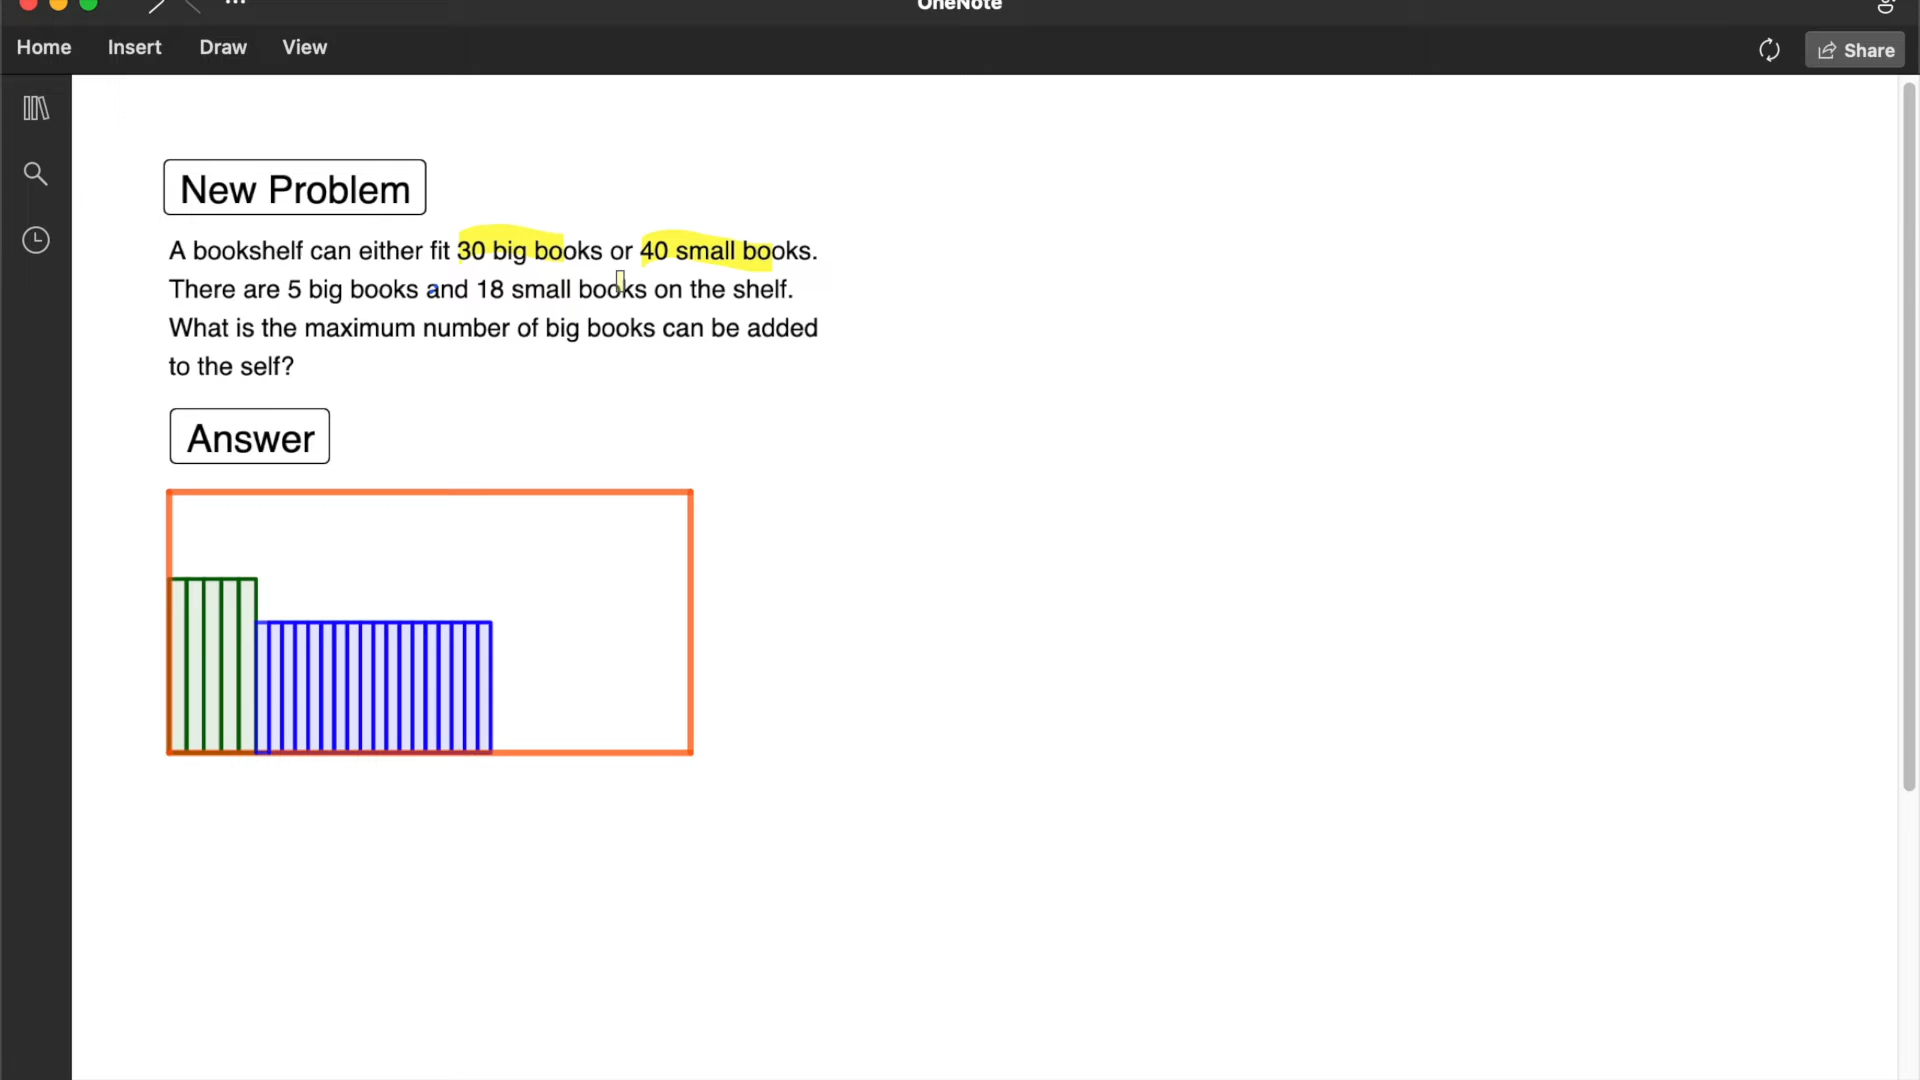 OneNote
Home Insert Draw View
Share
New Problem
A bookshelf can either fit 30 big books or 40 small books.
There are 5 big books and 18 small books on the shelf.
What is the maximum number of big books can be added
to the self?
Answer